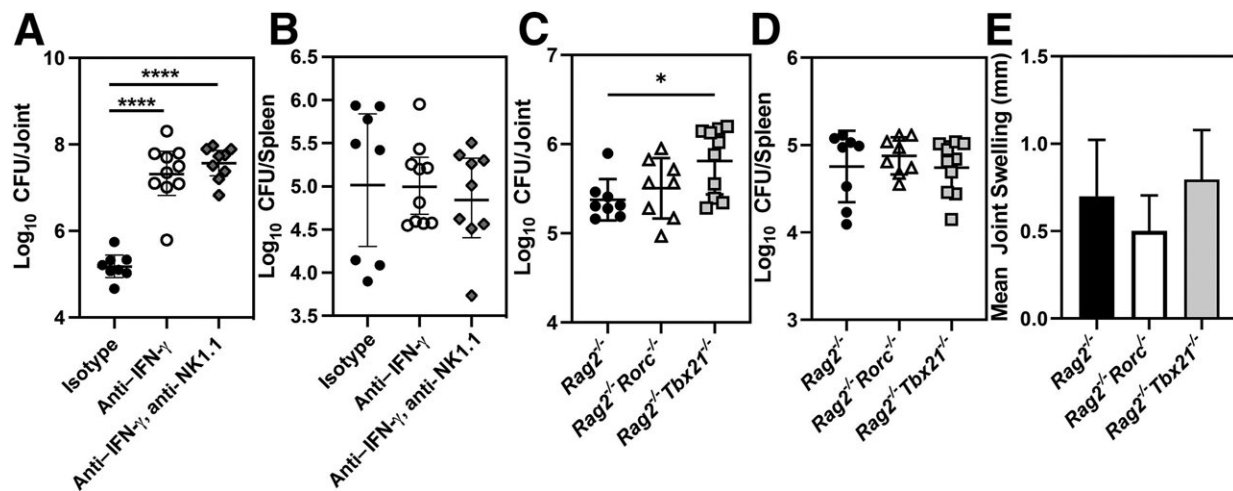 A
Log₁₀ CFU/Joint
10
8
6
4
****
****
Isotype
Anti–IFN-γ
Anti–IFN-γ, anti-NK1.1
B
Log₁₀ CFU/Spleen
6.5
6.0
5.5
5.0
4.5
4.0
3.5
Isotype
Anti–IFN-γ
Anti–IFN-γ, anti-NK1.1
C
Log₁₀ CFU/Joint
7
6
5
4
*
Rag2⁻/⁻
Rag2⁻/⁻Rorc⁻/⁻
Rag2⁻/⁻Tbx21⁻/⁻
D
Log₁₀ CFU/Spleen
6
5
4
3
Rag2⁻/⁻
Rag2⁻/⁻Rorc⁻/⁻
Rag2⁻/⁻Tbx21⁻/⁻
E
Mean Joint Swelling (mm)
1.5
1.0
0.5
0.0
Rag2⁻/⁻
Rag2⁻/⁻Rorc⁻/⁻
Rag2⁻/⁻Tbx21⁻/⁻